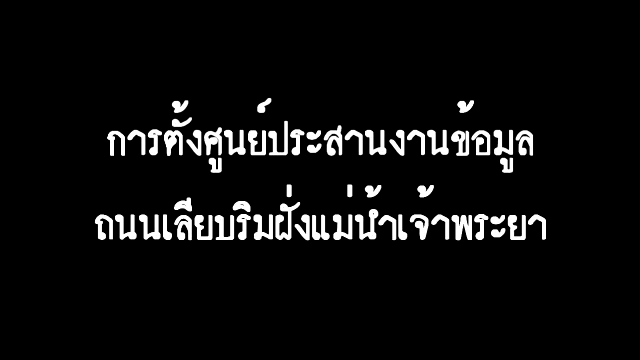 การตั้งศูนย์ประสานงานข้อมูล
ถนนเลียบริมฝั่งแม่น้ำเจ้าพระยา